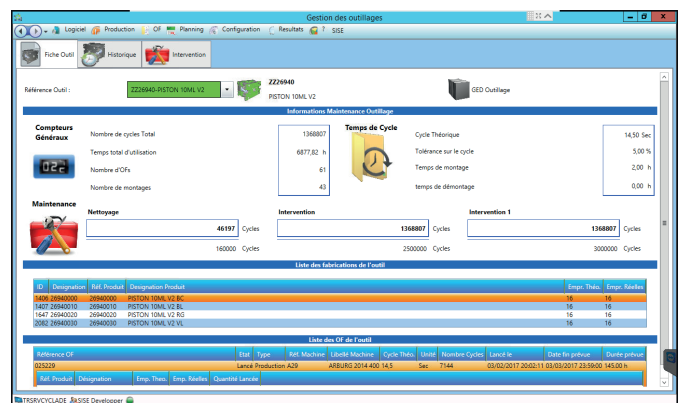 Gestion des outillages
Logiciel Production OF Planning Configuration Resultats ? SISE
Fiche Outil Historique Intervention
Référence Outil : ZZ26940-PISTON 10ML V2 ZZ26940 GED Outillage
PISTON 10ML V2
Informations Maintenance Outillage
Compteurs Généraux Temps de Cycle
Nombre de cycles Total 1368807 Cycle Théorique 14,50 Sec
Temps total d'utilisation 6877,82 h Tolérance sur le cycle 5,00 %
Nombre d'OFs 61 Temps de montage 2,00 h
Nombre de montages 43 temps de démontage 0,00 h
Maintenance
Nettoyage Intervention Intervention 1
46197 Cycles 1368807 Cycles 1368807 Cycles
160000 Cycles 2500000 Cycles 3000000 Cycles
Liste des fabrications de l'outil
ID Designation Réf. Produit Designation Produit Empr. Théo. Empr. Réelles
1406 26940000 26940000 PISTON 10ML V2 BC 16 16
1407 26940010 26940010 PISTON 10ML V2 BL 16 16
1647 26940020 26940020 PISTON 10ML V2 RG 16 16
2082 26940030 26940030 PISTON 10ML V2 VL 16 16
Liste des OF de l'outil
Référence OF Etat Type Réf. Machine Libellé Machine Cycle Théo. Unité Nombre Cycles Lancé le Date fin prévue Durée prévue
025229 Lancé Production A29 ARBURG 2014 400 14,5 Sec 7144 03/02/2017 20:02:11 03/03/2017 23:59:00 145.00 h
Réf. Produit Désignation Emp. Theo. Emp. Réelles Quantité Lancée
TRSRVCYCLADE SISE Developper